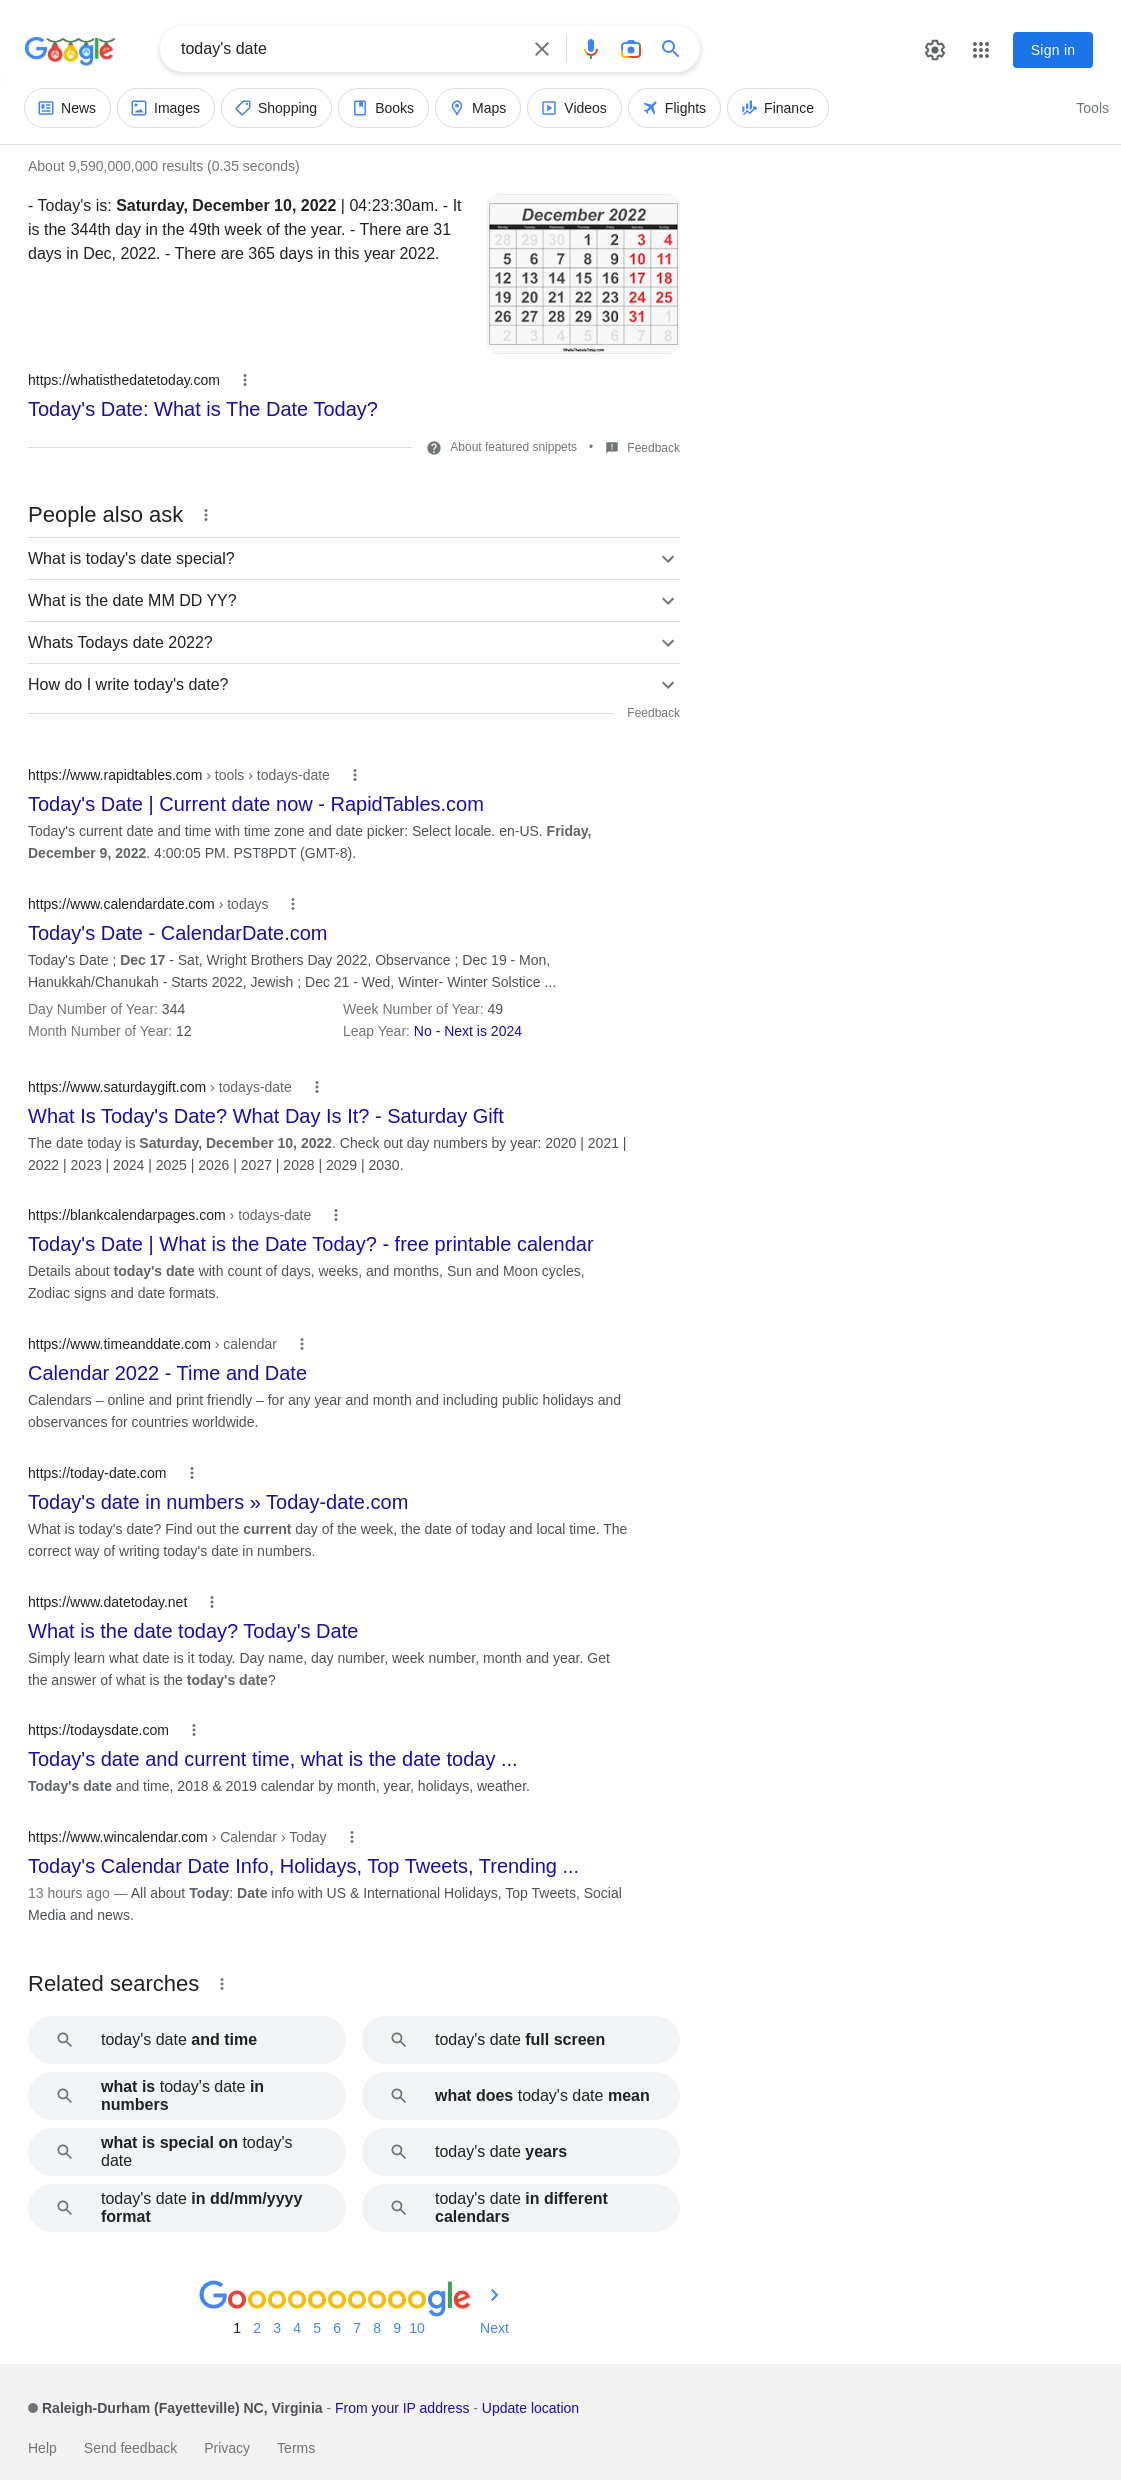 Google
today's date
Sign in
News
Images
Shopping
Books
Maps
Videos
Flights
Finance
Tools
About 9,590,000,000 results (0.35 seconds)
- Today's is: Saturday, December 10, 2022 | 04:23:30am. - It
is the 344th day in the 49th week of the year. - There are 31
days in Dec, 2022. - There are 365 days in this year 2022.
December 2022
Monday Tuesday Wednesday Thursday Friday Saturday Sunday
28 29 30 1 2 3 4
5 6 7 8 9 10 11
12 13 14 15 16 17 18
19 20 21 22 23 24 25
26 27 28 29 30 31 1
2 3 4 5 6 7 8
https://whatisthedatetoday.com
Today's Date: What is The Date Today?
About featured snippets • Feedback
People also ask
What is today's date special?
What is the date MM DD YY?
Whats Todays date 2022?
How do I write today's date?
Feedback
https://www.rapidtables.com › tools › todays-date
Today's Date | Current date now - RapidTables.com
Today's current date and time with time zone and date picker: Select locale. en-US. Friday,
December 9, 2022. 4:00:05 PM. PST8PDT (GMT-8).
https://www.calendardate.com › todays
Today's Date - CalendarDate.com
Today's Date ; Dec 17 - Sat, Wright Brothers Day 2022, Observance ; Dec 19 - Mon,
Hanukkah/Chanukah - Starts 2022, Jewish ; Dec 21 - Wed, Winter- Winter Solstice ...
Day Number of Year: 344 Week Number of Year: 49
Month Number of Year: 12 Leap Year: No - Next is 2024
https://www.saturdaygift.com › todays-date
What Is Today's Date? What Day Is It? - Saturday Gift
The date today is Saturday, December 10, 2022. Check out day numbers by year: 2020 | 2021 |
2022 | 2023 | 2024 | 2025 | 2026 | 2027 | 2028 | 2029 | 2030.
https://blankcalendarpages.com › todays-date
Today's Date | What is the Date Today? - free printable calendar
Details about today's date with count of days, weeks, and months, Sun and Moon cycles,
Zodiac signs and date formats.
https://www.timeanddate.com › calendar
Calendar 2022 - Time and Date
Calendars – online and print friendly – for any year and month and including public holidays and
observances for countries worldwide.
https://today-date.com
Today's date in numbers » Today-date.com
What is today's date? Find out the current day of the week, the date of today and local time. The
correct way of writing today's date in numbers.
https://www.datetoday.net
What is the date today? Today's Date
Simply learn what date is it today. Day name, day number, week number, month and year. Get
the answer of what is the today's date?
https://todaysdate.com
Today's date and current time, what is the date today ...
Today's date and time, 2018 & 2019 calendar by month, year, holidays, weather.
https://www.wincalendar.com › Calendar › Today
Today's Calendar Date Info, Holidays, Top Tweets, Trending ...
13 hours ago — All about Today: Date info with US & International Holidays, Top Tweets, Social
Media and news.
Related searches
today's date and time
today's date full screen
what is today's date in
numbers
what does today's date mean
what is special on today's
date
today's date years
today's date in dd/mm/yyyy
format
today's date in different
calendars
Goooooooooogle
1 2 3 4 5 6 7 8 9 10 Next
Raleigh-Durham (Fayetteville) NC, Virginia - From your IP address - Update location
Help Send feedback Privacy Terms